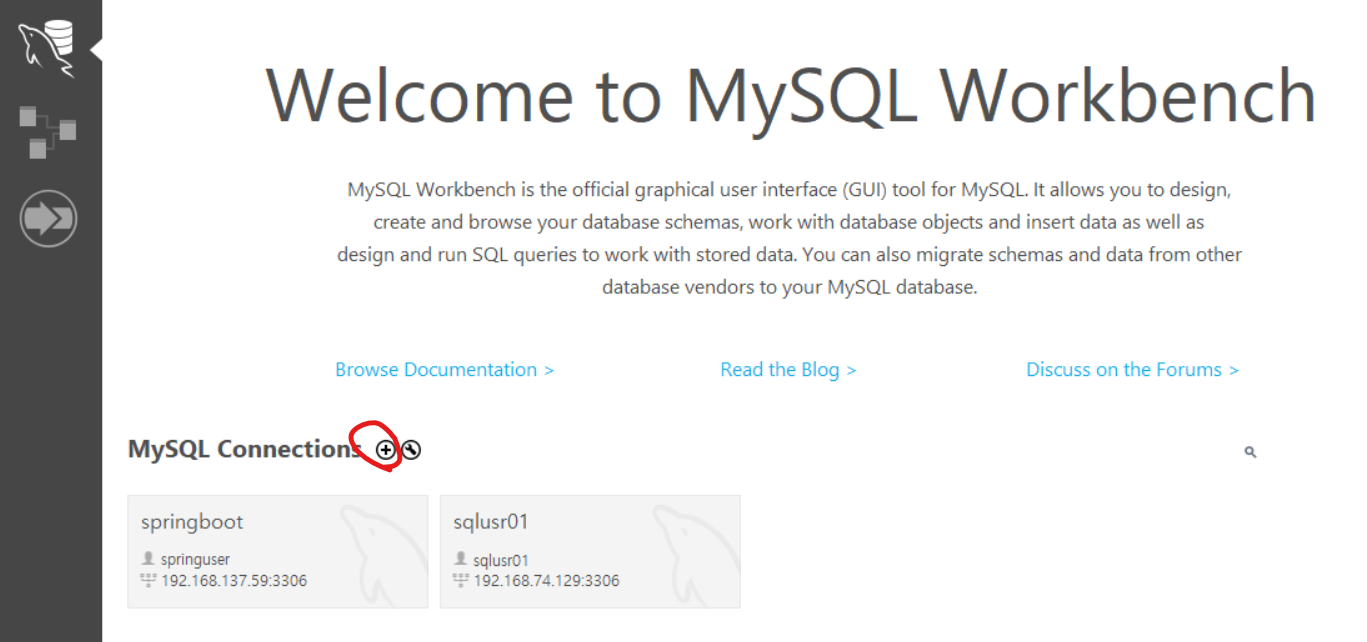 Welcome to MySQL Workbench
MySQL Workbench is the official graphical user interface (GUI) tool for MySQL. It allows you to design,
create and browse your database schemas, work with database objects and insert data as well as
design and run SQL queries to work with stored data. You can also migrate schemas and data from other
database vendors to your MySQL database.
Browse Documentation > Read the Blog > Discuss on the Forums >
MySQL Connections
springboot
springuser
192.168.137.59:3306
sqlusr01
sqlusr01
192.168.74.129:3306